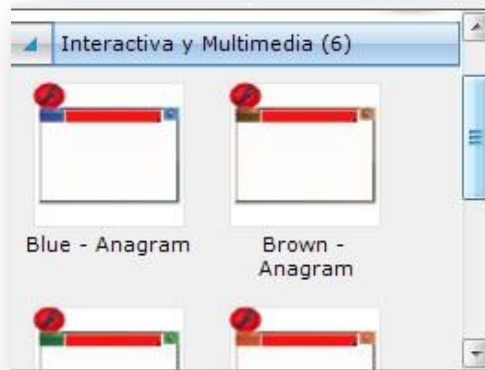 Interactiva y Multimedia (6)
Blue - Anagram
Brown -
Anagram